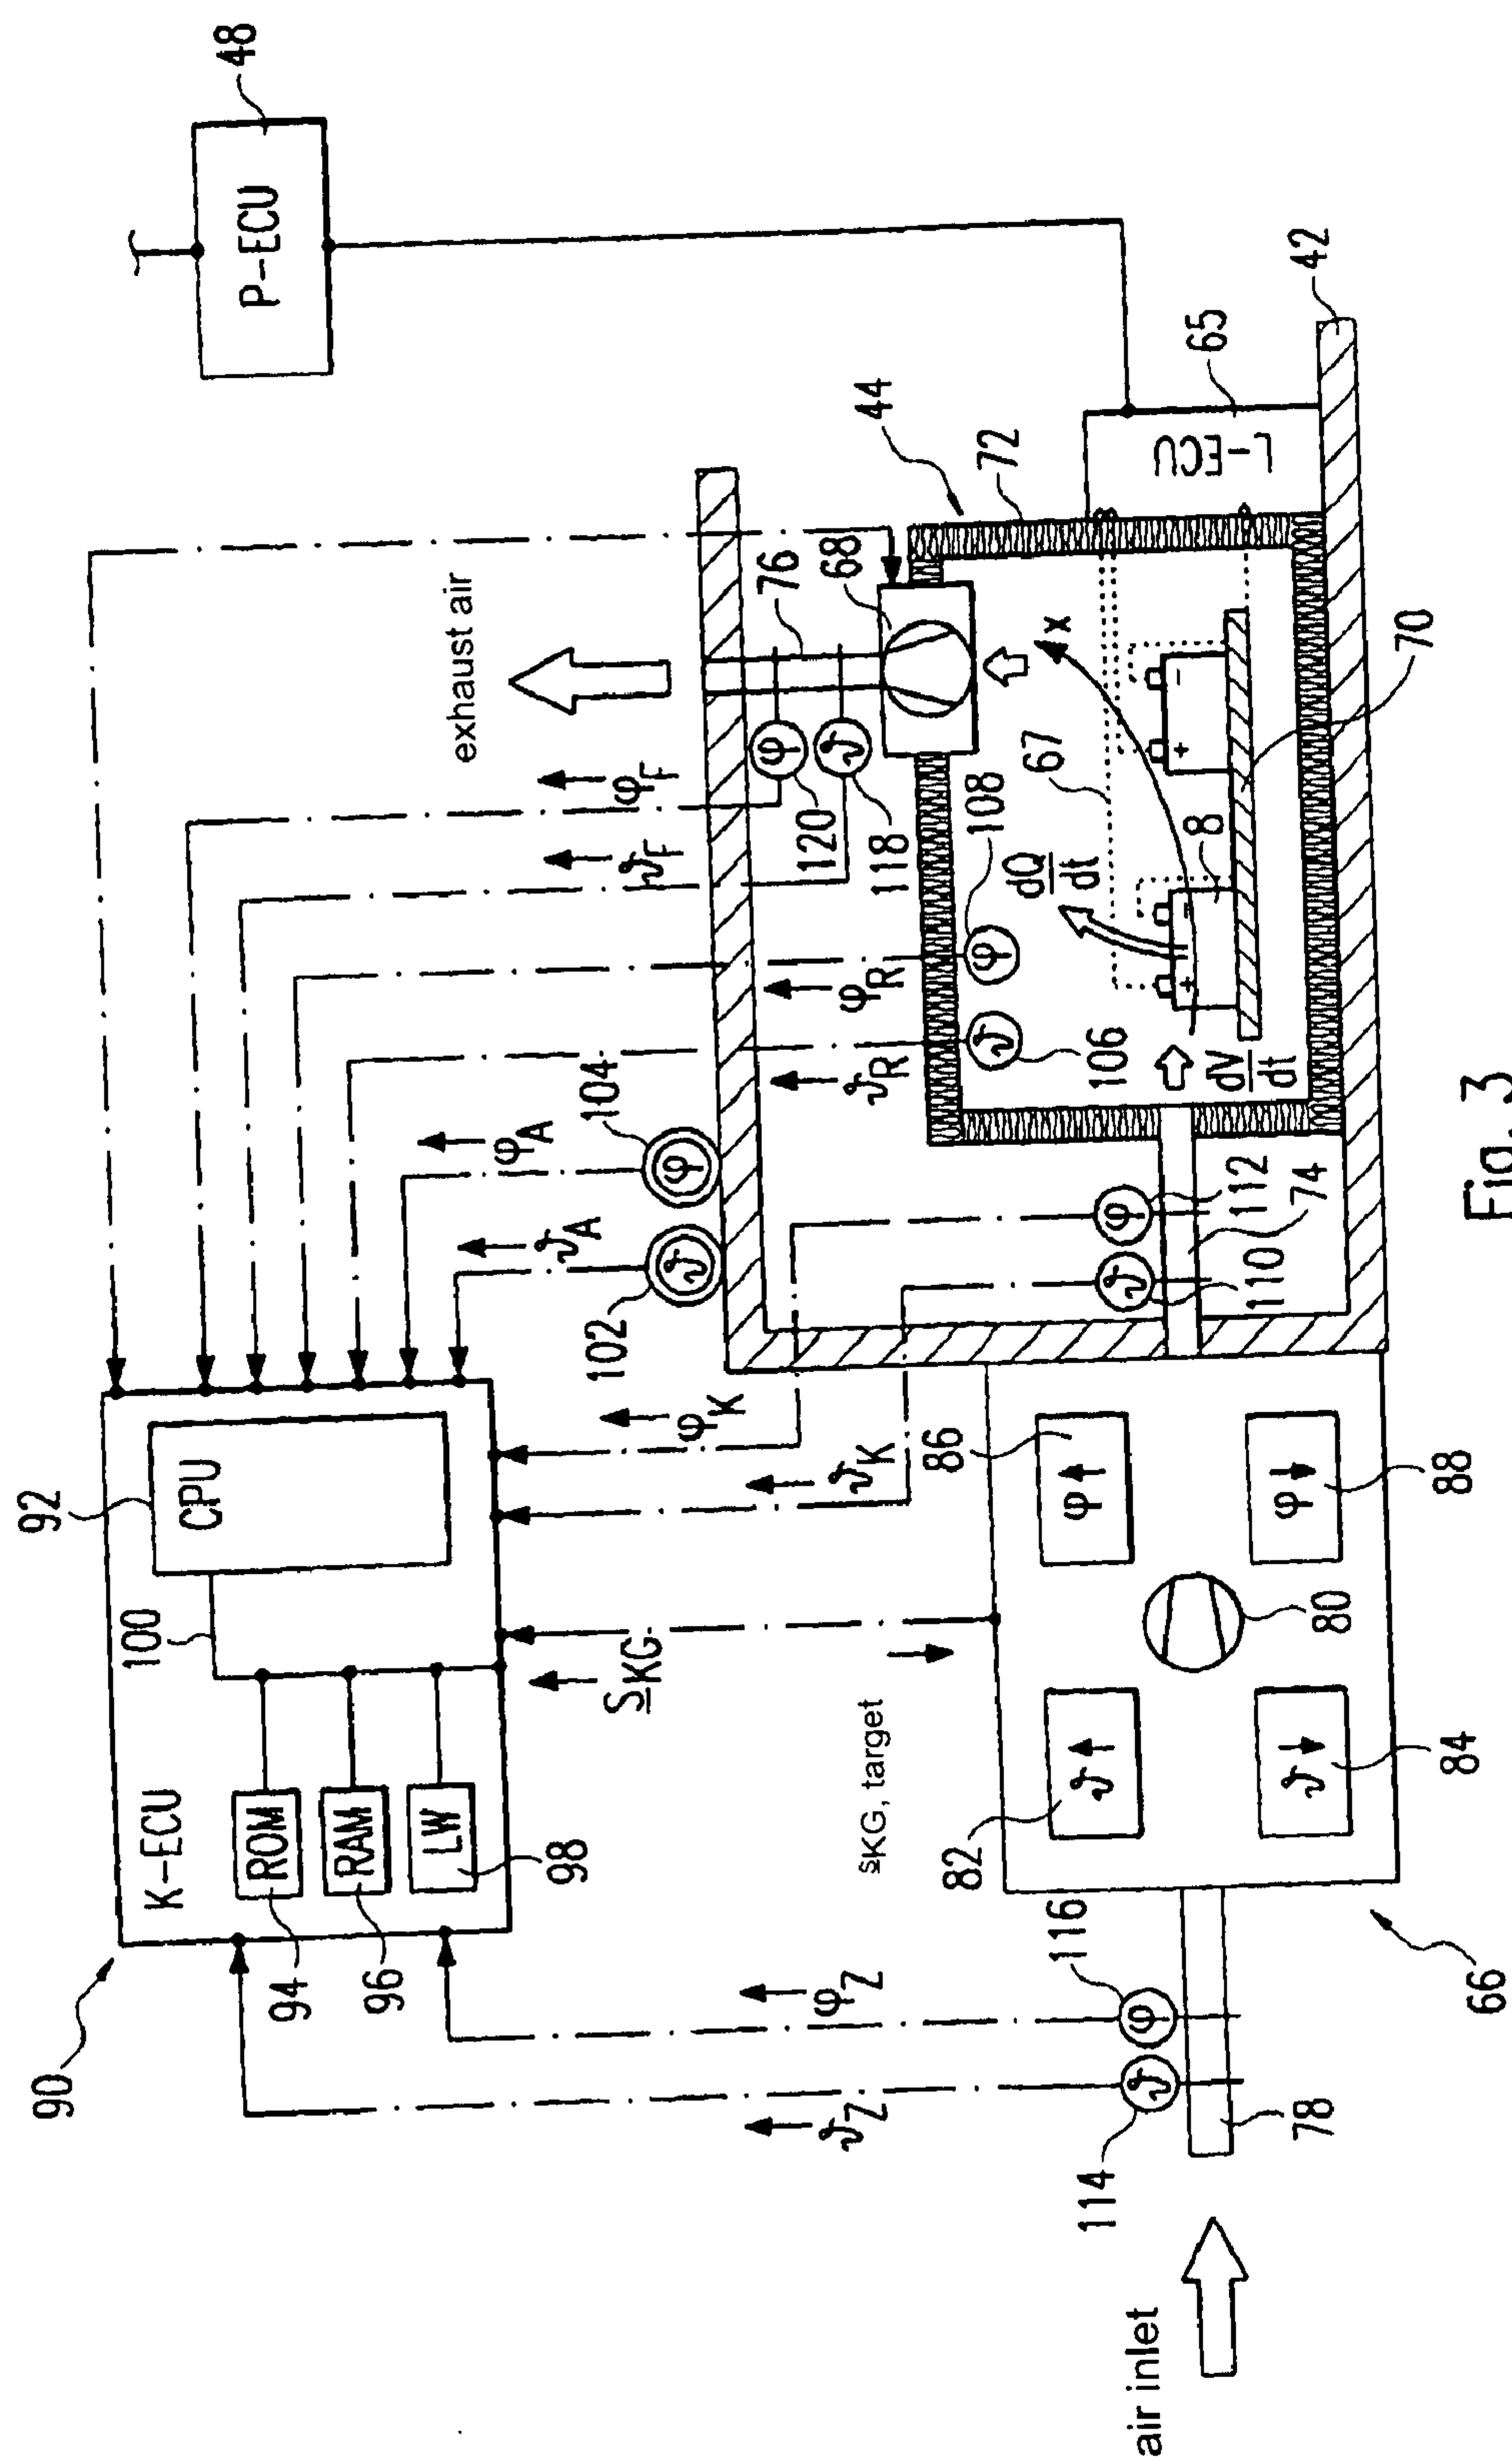 90
92
CPU
100
K-ECU
ROM
RAM
LW
94
96
98
P-ECU
48
exhaust air
φF
ϑF
φR
ϑR
φA
ϑA
φK
ϑK
SKG
sKG, target
φZ
ϑZ
104
φ
102
ϑ
76
68
φ
ϑ
120
118
108
φ
106
ϑ
44
72
L-ECU
65
42
x
67
dQ
dt
8
70
+
-
+
-
dV
dt
112
φ
74
110
ϑ
86
φ
88
φ
80
82
ϑ
84
ϑ
66
116
φ
114
ϑ
78
air inlet
Fig. 3